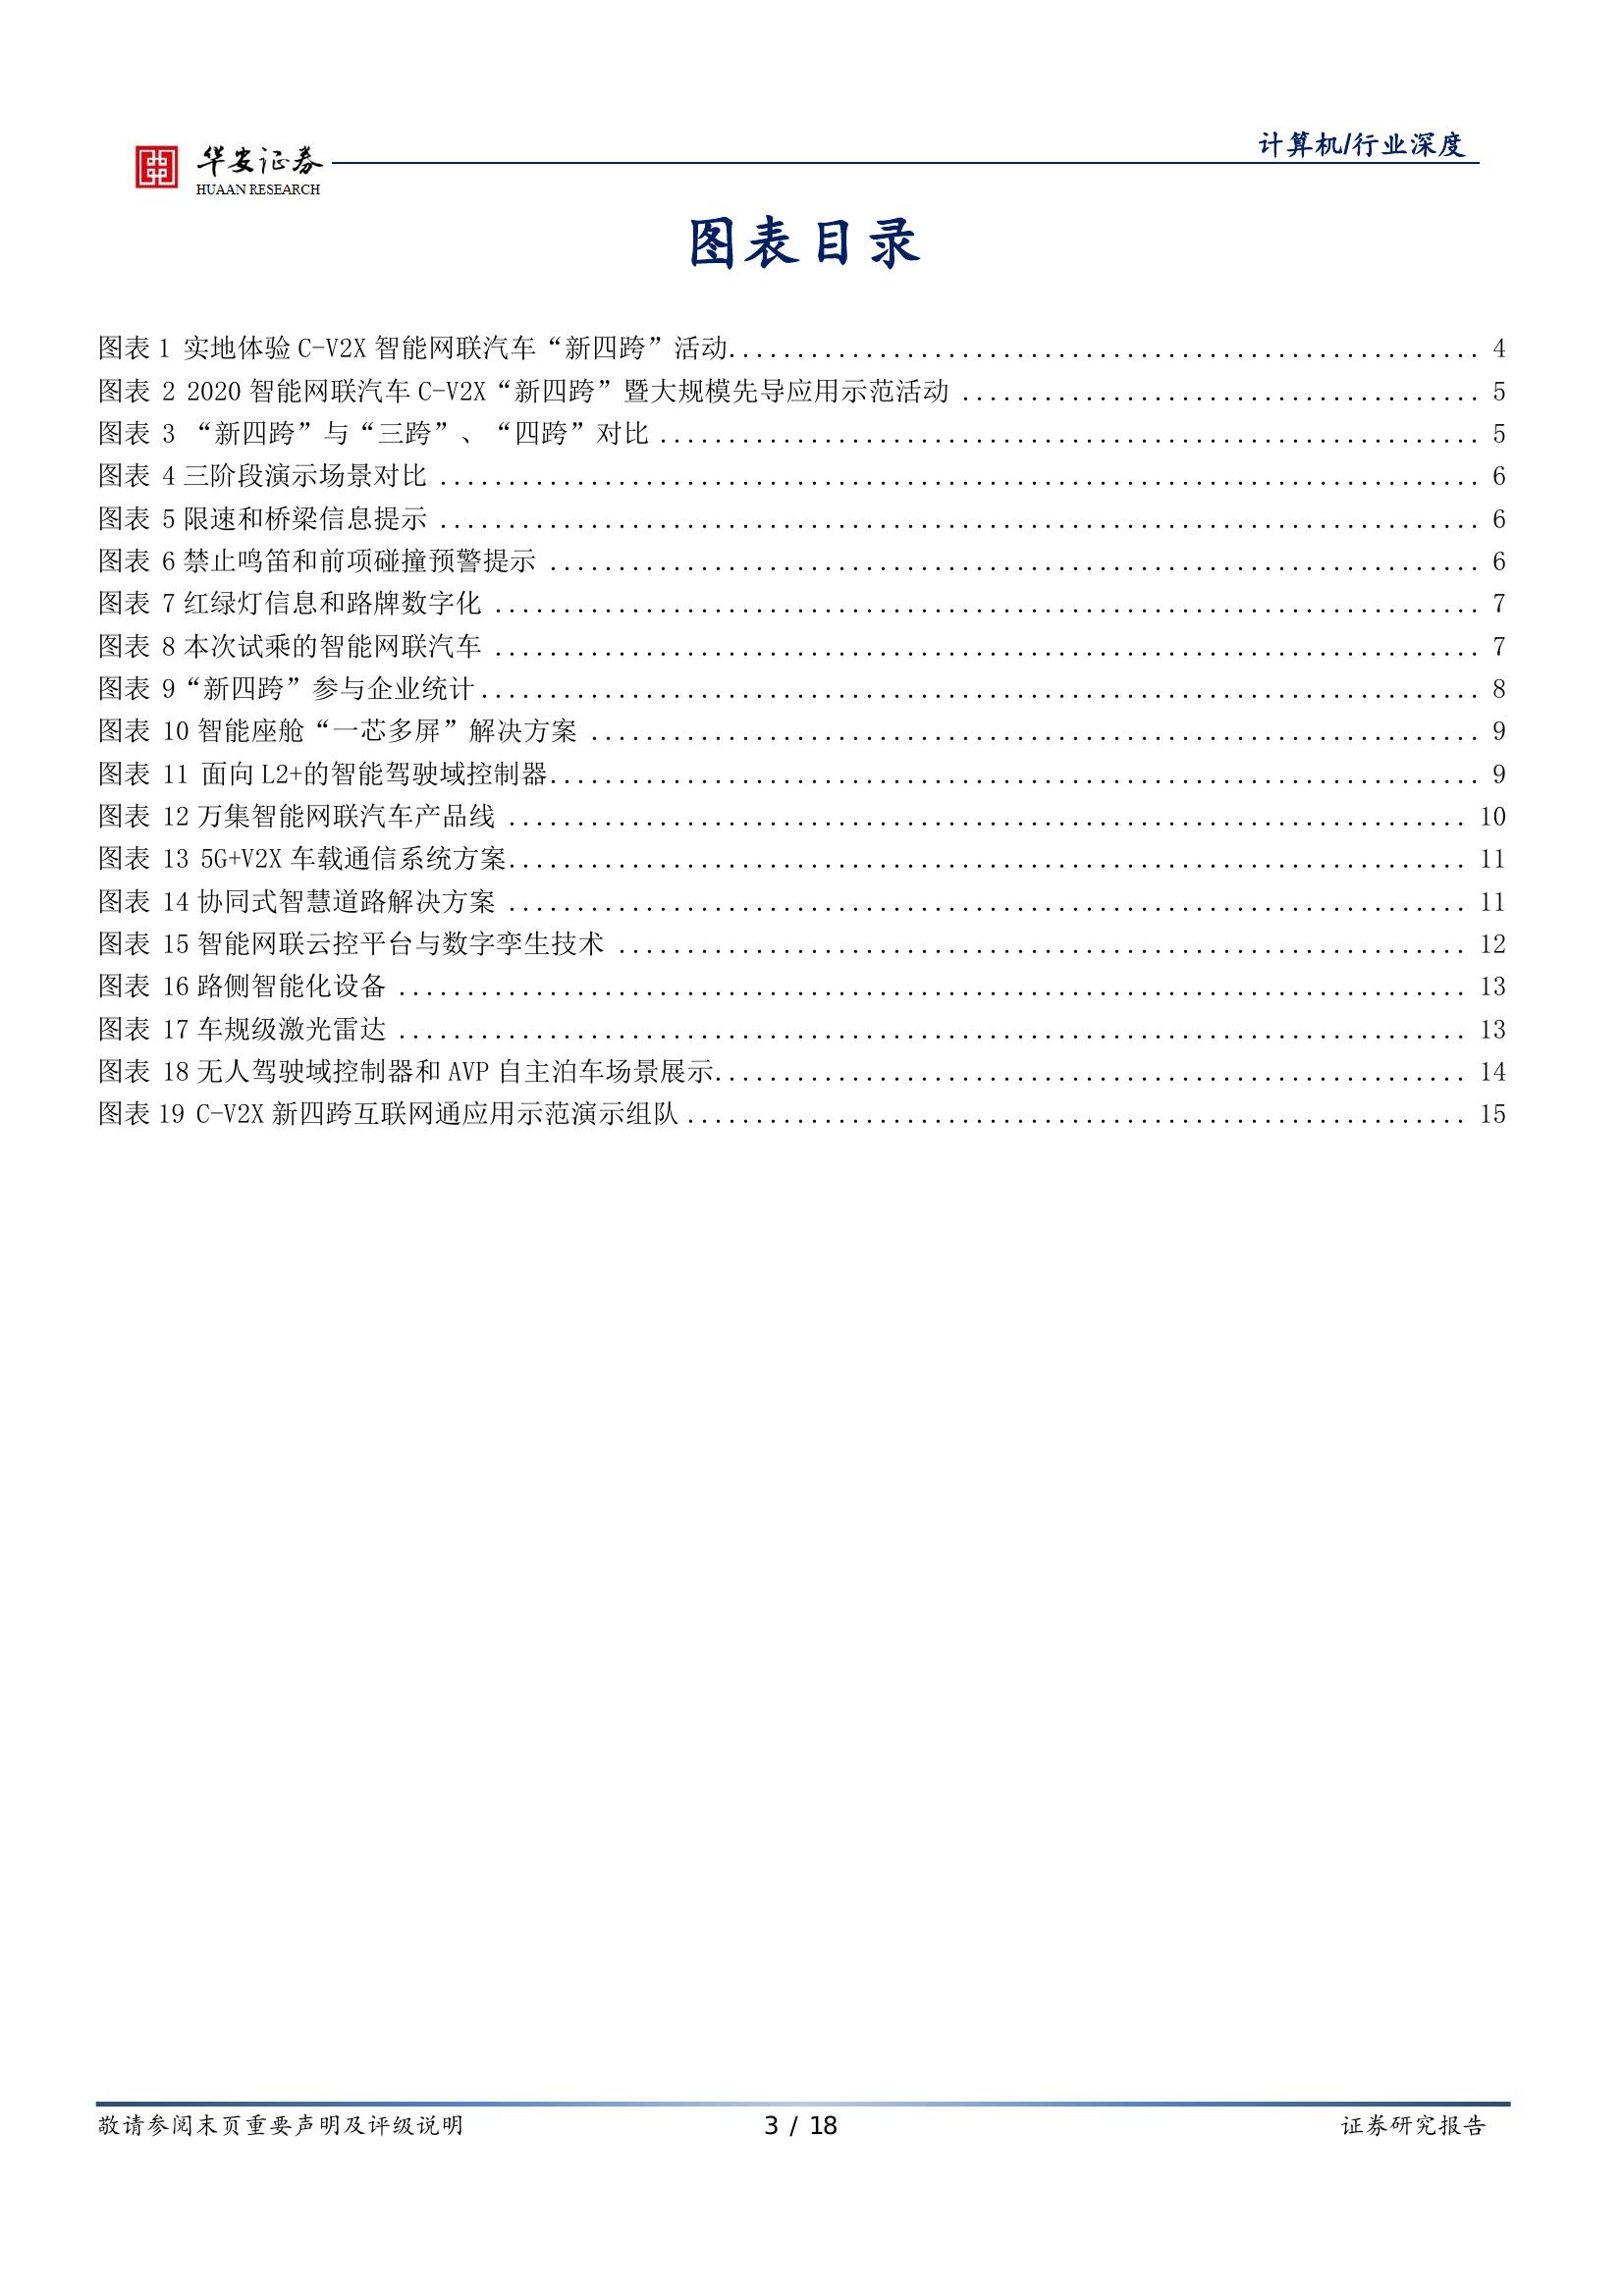 华安证券
HUAAN RESEARCH
计算机/行业深度
图表目录
图表 1 实地体验 C-V2X 智能网联汽车“新四跨”活动 4
图表 2 2020 智能网联汽车 C-V2X“新四跨”暨大规模先导应用示范活动 5
图表 3 “新四跨”与“三跨”、“四跨”对比 5
图表 4 三阶段演示场景对比 6
图表 5 限速和桥梁信息提示 6
图表 6 禁止鸣笛和前项碰撞预警提示 6
图表 7 红绿灯信息和路牌数字化 7
图表 8 本次试乘的智能网联汽车 7
图表 9“新四跨”参与企业统计 8
图表 10 智能座舱“一芯多屏”解决方案 9
图表 11 面向 L2+的智能驾驶域控制器 9
图表 12 万集智能网联汽车产品线 10
图表 13 5G+V2X 车载通信系统方案 11
图表 14 协同式智慧道路解决方案 11
图表 15 智能网联云控平台与数字孪生技术 12
图表 16 路侧智能化设备 13
图表 17 车规级激光雷达 13
图表 18 无人驾驶域控制器和 AVP 自主泊车场景展示 14
图表 19 C-V2X 新四跨互联网通应用示范演示组队 15
敬请参阅末页重要声明及评级说明 3 / 18 证券研究报告